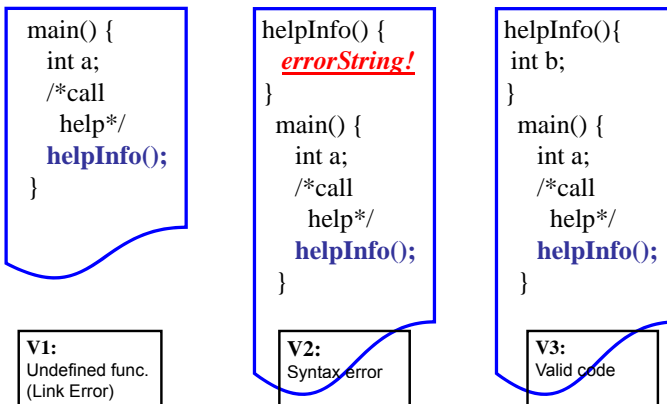 main() {
int a;
/*call
help*/
helpInfo();
}
V1:
Undefined func.
(Link Error)
helpInfo() {
errorString!
}
main() {
int a;
/*call
help*/
helpInfo();
}
V2:
Syntax error
helpInfo(){
int b;
}
main() {
int a;
/*call
help*/
helpInfo();
}
V3:
Valid code